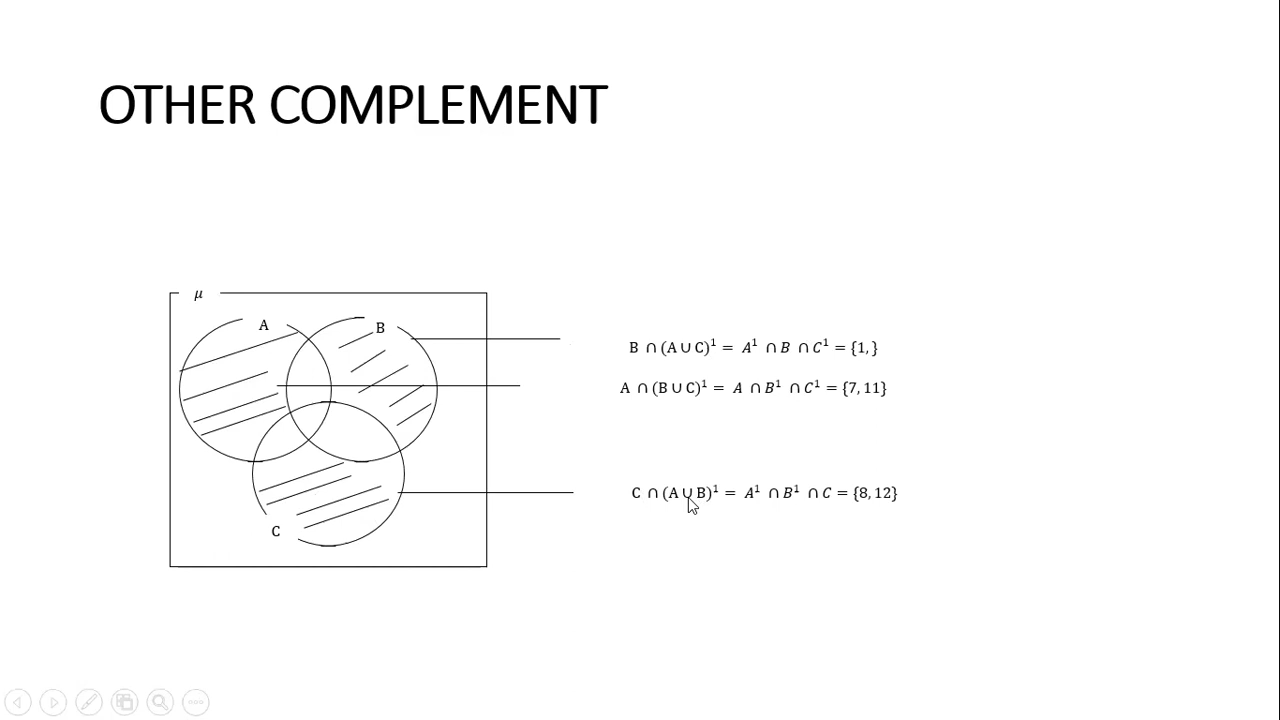 OTHER COMPLEMENT
μ
A
B
C
B ∩ (A ∪ C)¹ = A¹ ∩ B ∩ C¹ = {1, }
A ∩ (B ∪ C)¹ = A ∩ B¹ ∩ C¹ = {7, 11}
C ∩ (A ∪ B)¹ = A¹ ∩ B¹ ∩ C = {8, 12}